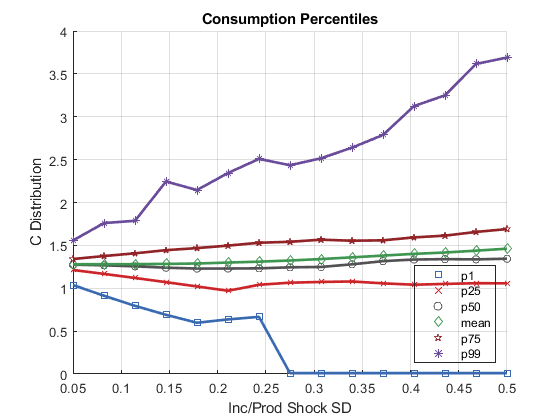 Consumption Percentiles
4
3.5
3
2.5
2
1.5
1
0.5
0
C Distribution
p1
p25
p50
mean
p75
p99
0.05 0.1 0.15 0.2 0.25 0.3 0.35 0.4 0.45 0.5
Inc/Prod Shock SD